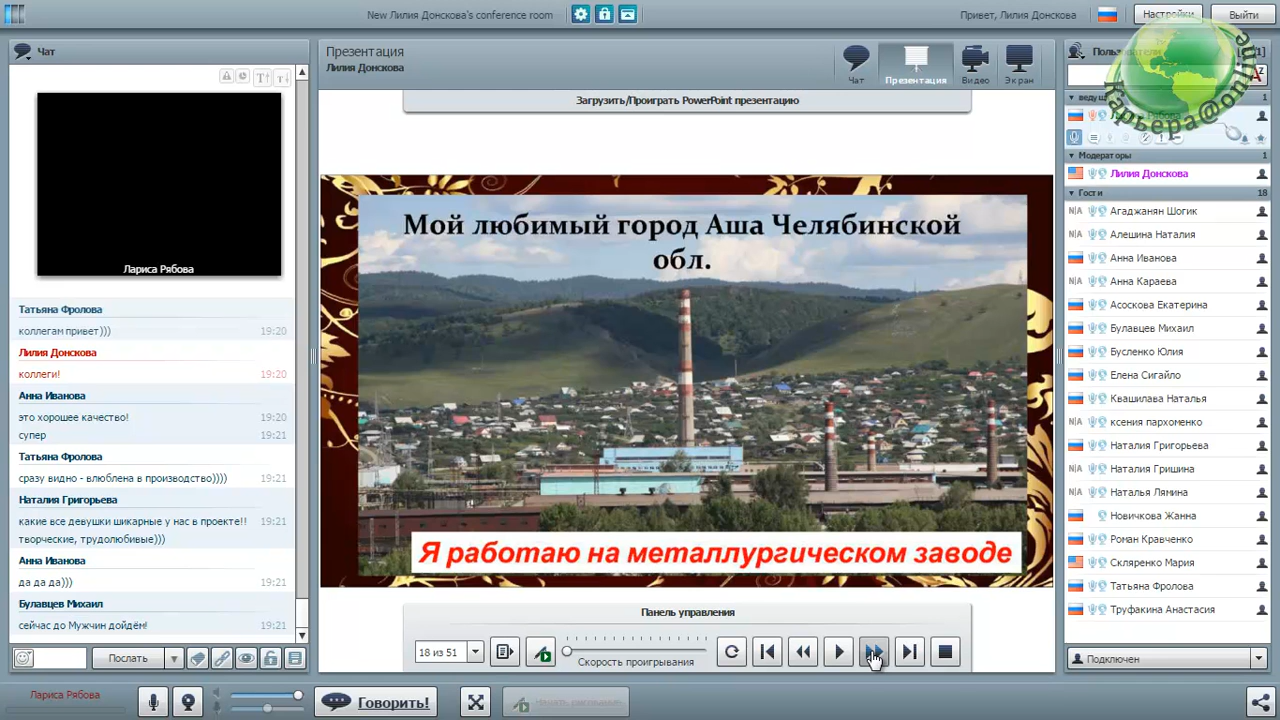 New Лилия Донскова's conference room
Привет, Лилия Донскова
Настройки
Выйти
Чат
Лариса Рябова
Татьяна Фролова
коллегам привет))) 19:20
Лилия Донскова
коллеги! 19:20
Анна Иванова
это хорошее качество! 19:20
супер 19:21
Татьяна Фролова
сразу видно - влюблена в производство)))) 19:21
Наталия Григорьева
какие все девушки шикарные у нас в проекте!! 19:21
творческие, трудолюбивые)))
Анна Иванова
да да да))) 19:21
Булавцев Михаил
сейчас до Мужчин дойдём! 19:21
Послать
Презентация
Лилия Донскова
Чат
Презентация
Видео
Экран
Загрузить/Проиграть PowerPoint презентацию
Мой любимый город Аша Челябинской
обл.
Я работаю на металлургическом заводе
Панель управления
18 из 51
Скорость проигрывания
Пользователи
карьера@online
ведущ 1
Модераторы 1
Лилия Донскова
Гости 18
N/A Агаджанян Шогик
N/A Алешина Наталия
Анна Иванова
N/A Анна Караева
Асоскова Екатерина
Булавцев Михаил
Бусленко Юлия
Елена Сигайло
Квашилава Наталья
N/A ксения пархоменко
Наталия Григорьева
N/A Наталия Гришина
N/A Наталья Лянина
Новичкова Жанна
Роман Кравченко
Скляренко Мария
Татьяна Фролова
Труфакина Анастасия
Подключен
Лариса Рябова
Говорить!
Начать рисование